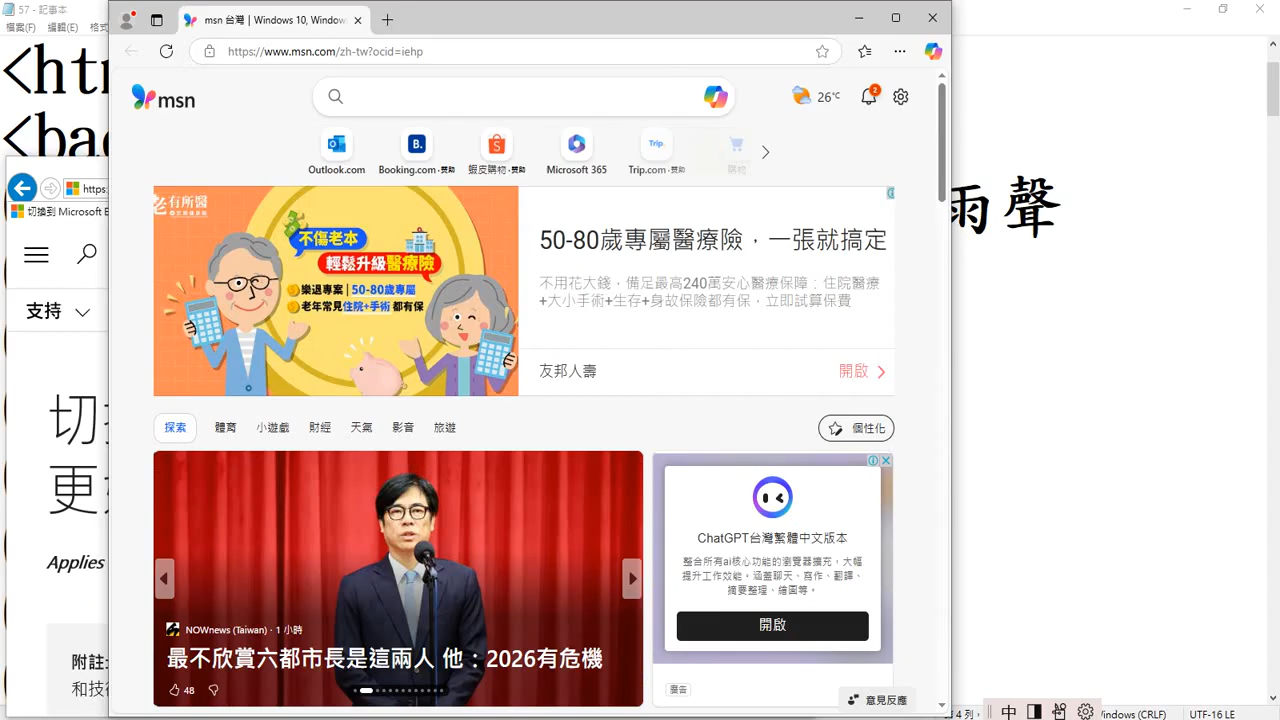 57 - 記事本
檔案(F) 編輯(E) 格式
<htm
<bac
雨聲
msn 台灣 | Windows 10, Window
https://www.msn.com/zh-tw?ocid=iehp
msn
26°C
2
Outlook.com
Booking.com · 贊助
蝦皮購物 · 贊助
Microsoft 365
Trip.com · 贊助
購物
老有所醫
不傷老本
輕鬆升級醫療險
樂退專案 | 50-80歲專屬
老年常見住院+手術 都有保
50-80歲專屬醫療險，一張就搞定
不用花大錢，備足最高240萬安心醫療保障：住院醫療
+大小手術+生存+身故保險都有保，立即試算保費
友邦人壽
開啟
探索 體育 小遊戲 財經 天氣 影音 旅遊
個性化
NOWnews (Taiwan) · 1 小時
最不欣賞六都市長是這兩人 他：2026有危機
48
ChatGPT台灣繁體中文版本
整合所有ai核心功能的瀏覽器擴充，大幅
提升工作效能。涵蓋聊天、寫作、翻譯、
摘要整理、繪圖等。
開啟
廣告
意見反應
https:
切換到 Microsoft E
支持
切
更
Applies
附註:
和技
第 4 列，
中
Windows (CRLF)
UTF-16 LE